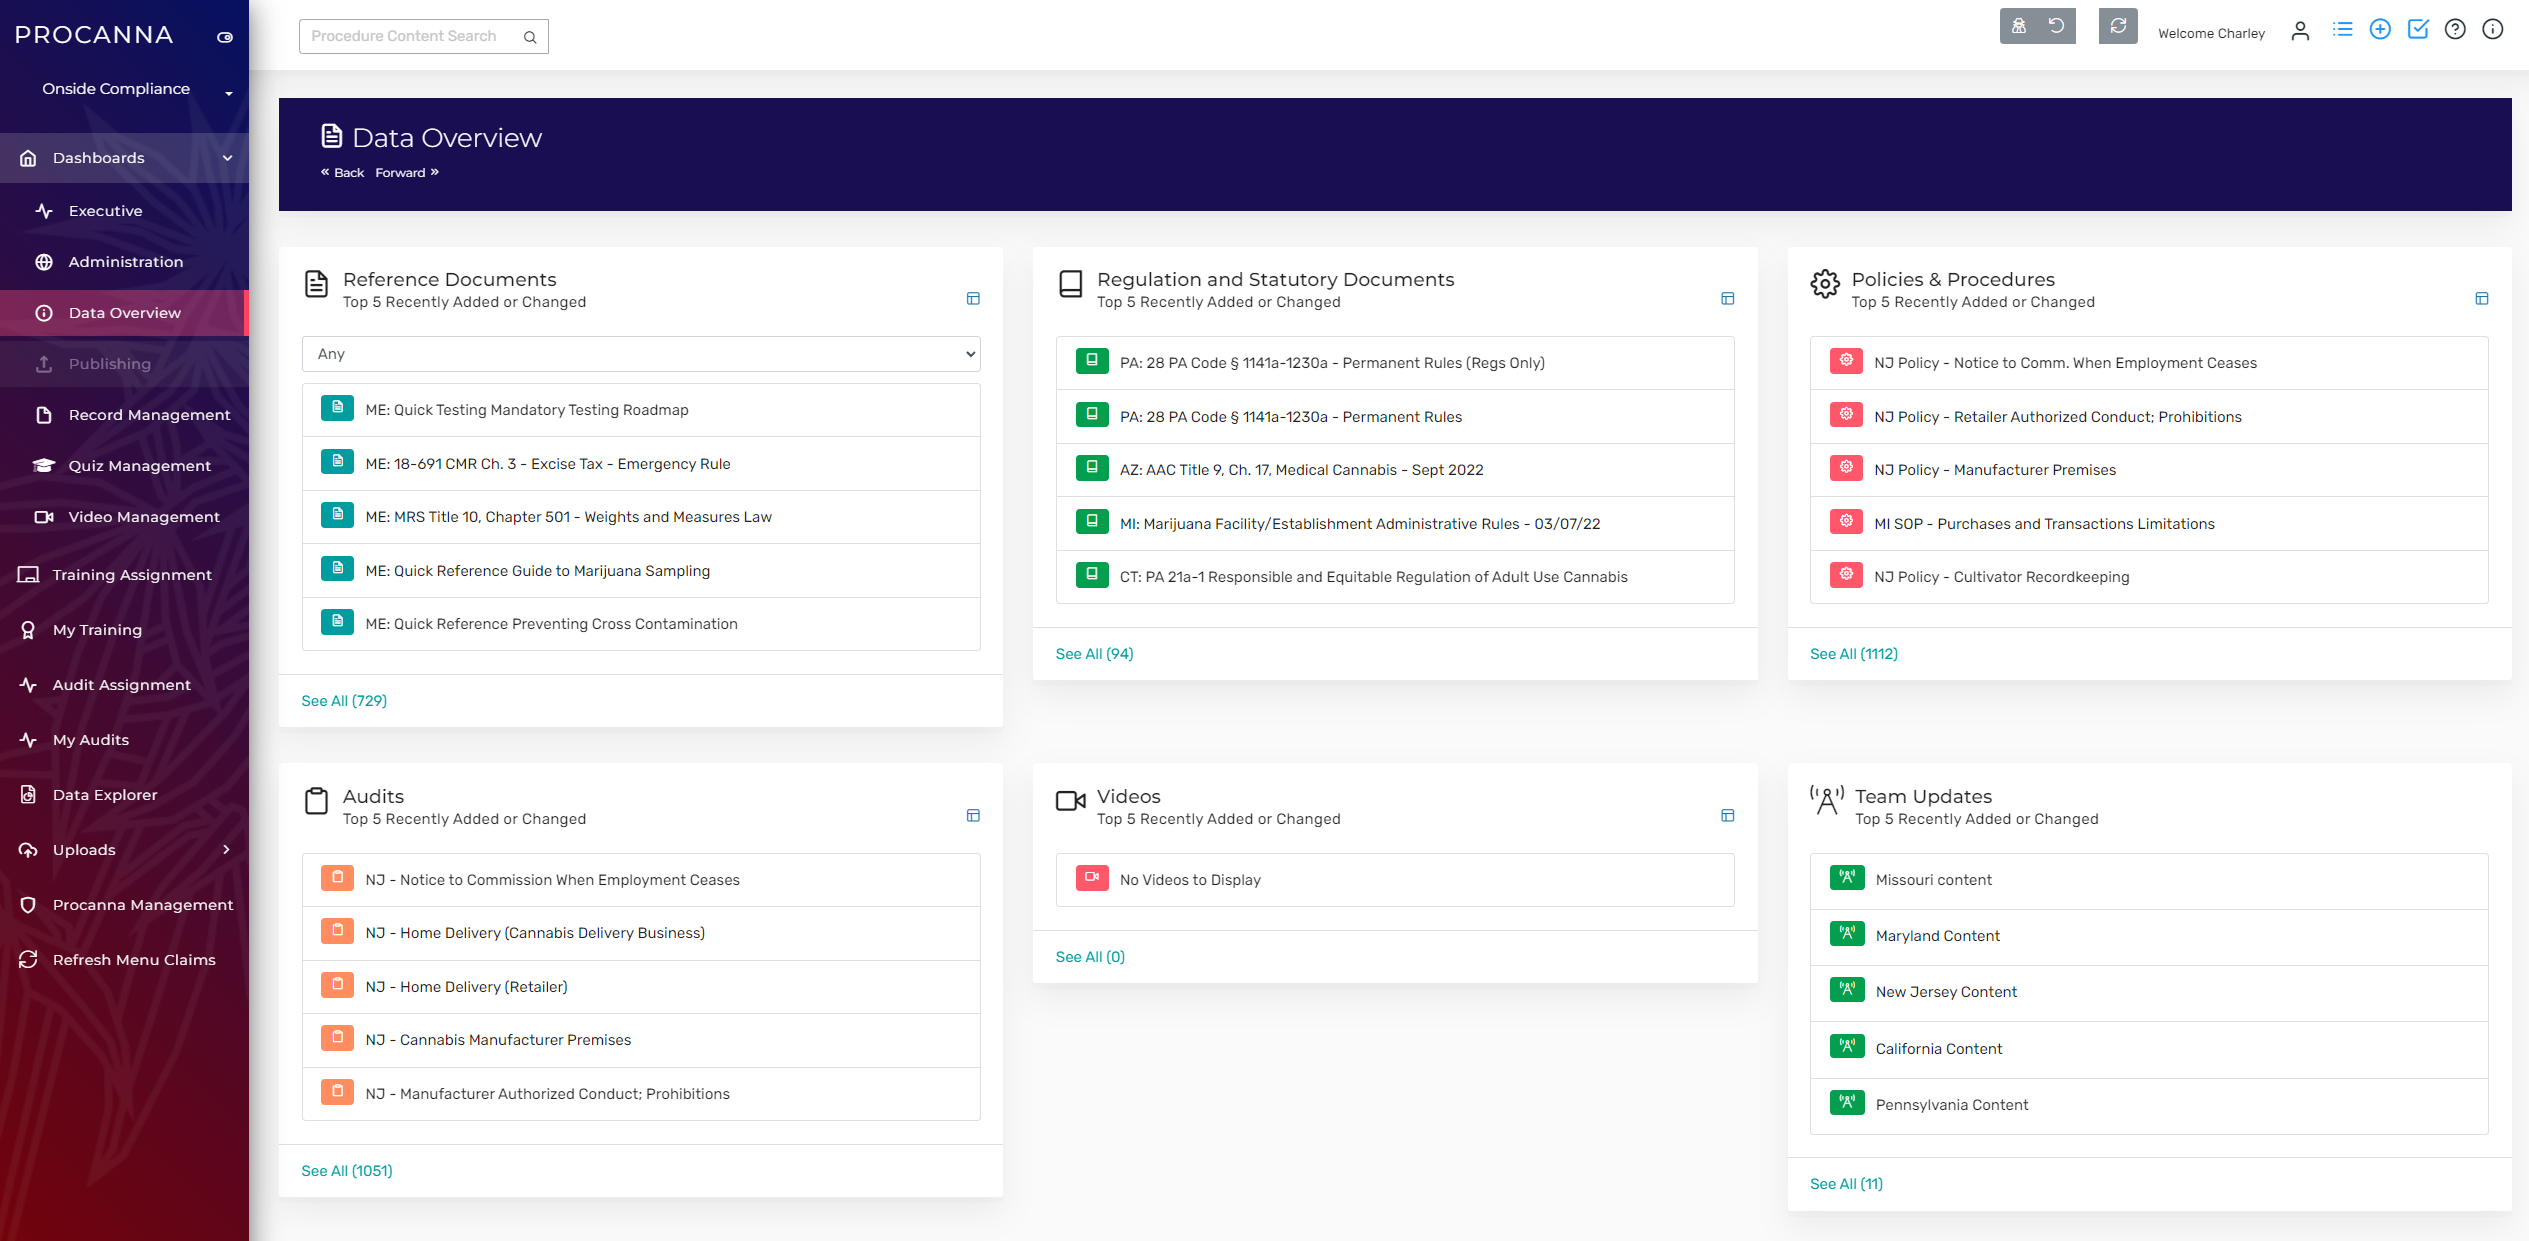 PROCANNA
Onside Compliance
Dashboards
Executive
Administration
Data Overview
Publishing
Record Management
Quiz Management
Video Management
Training Assignment
My Training
Audit Assignment
My Audits
Data Explorer
Uploads
Procanna Management
Refresh Menu Claims
Procedure Content Search
Welcome Charley
Data Overview
« Back Forward »
Reference Documents
Top 5 Recently Added or Changed
Any
ME: Quick Testing Mandatory Testing Roadmap
ME: 18-691 CMR Ch. 3 - Excise Tax - Emergency Rule
ME: MRS Title 10, Chapter 501 - Weights and Measures Law
ME: Quick Reference Guide to Marijuana Sampling
ME: Quick Reference Preventing Cross Contamination
See All (729)
Regulation and Statutory Documents
Top 5 Recently Added or Changed
PA: 28 PA Code § 1141a-1230a - Permanent Rules (Regs Only)
PA: 28 PA Code § 1141a-1230a - Permanent Rules
AZ: AAC Title 9, Ch. 17, Medical Cannabis - Sept 2022
MI: Marijuana Facility/Establishment Administrative Rules - 03/07/22
CT: PA 21a-1 Responsible and Equitable Regulation of Adult Use Cannabis
See All (94)
Policies & Procedures
Top 5 Recently Added or Changed
NJ Policy - Notice to Comm. When Employment Ceases
NJ Policy - Retailer Authorized Conduct; Prohibitions
NJ Policy - Manufacturer Premises
MI SOP - Purchases and Transactions Limitations
NJ Policy - Cultivator Recordkeeping
See All (1112)
Audits
Top 5 Recently Added or Changed
NJ - Notice to Commission When Employment Ceases
NJ - Home Delivery (Cannabis Delivery Business)
NJ - Home Delivery (Retailer)
NJ - Cannabis Manufacturer Premises
NJ - Manufacturer Authorized Conduct; Prohibitions
See All (1051)
Videos
Top 5 Recently Added or Changed
No Videos to Display
See All (0)
Team Updates
Top 5 Recently Added or Changed
Missouri content
Maryland Content
New Jersey Content
California Content
Pennsylvania Content
See All (11)